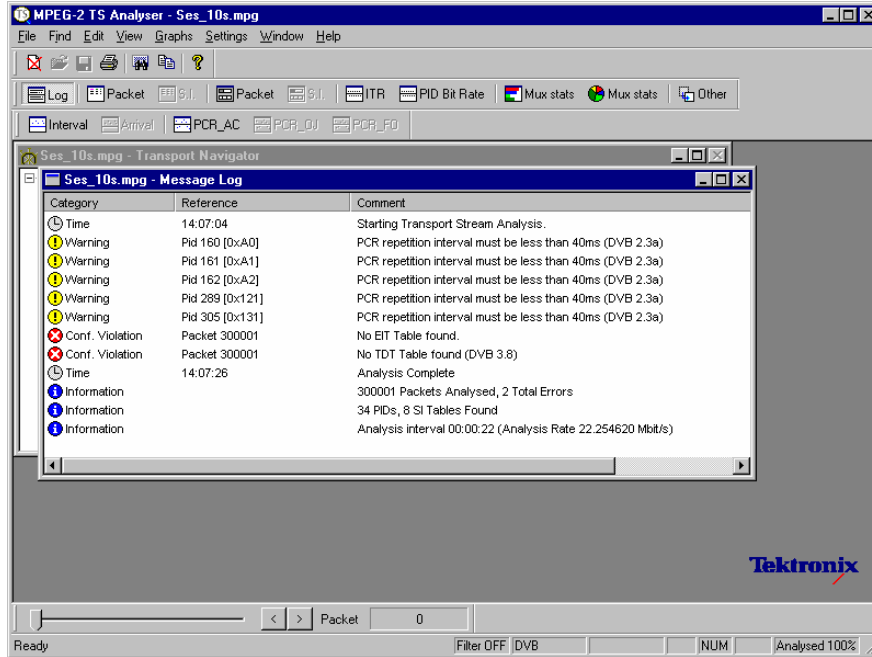 MPEG-2 TS Analyser - Ses_10s.mpg
File Find Edit View Graphs Settings Window Help
Log Packet S.I. Packet S.I. ITR PID Bit Rate Mux stats Mux stats Other
Interval Arrival PCR_AC PCR_OJ PCR_FO
Ses_10s.mpg - Transport Navigator
Ses_10s.mpg - Message Log
Category Reference Comment
Time 14:07:04 Starting Transport Stream Analysis.
Warning Pid 160 [0xA0] PCR repetition interval must be less than 40ms (DVB 2.3a)
Warning Pid 161 [0xA1] PCR repetition interval must be less than 40ms (DVB 2.3a)
Warning Pid 162 [0xA2] PCR repetition interval must be less than 40ms (DVB 2.3a)
Warning Pid 289 [0x121] PCR repetition interval must be less than 40ms (DVB 2.3a)
Warning Pid 305 [0x131] PCR repetition interval must be less than 40ms (DVB 2.3a)
Conf. Violation Packet 300001 No EIT Table found.
Conf. Violation Packet 300001 No TDT Table found (DVB 3.8)
Time 14:07:26 Analysis Complete
Information 300001 Packets Analysed, 2 Total Errors
Information 34 PIDs, 8 SI Tables Found
Information Analysis interval 00:00:22 (Analysis Rate 22.254620 Mbit/s)
Tektronix
Packet 0
Ready Filter OFF DVB NUM Analysed 100%